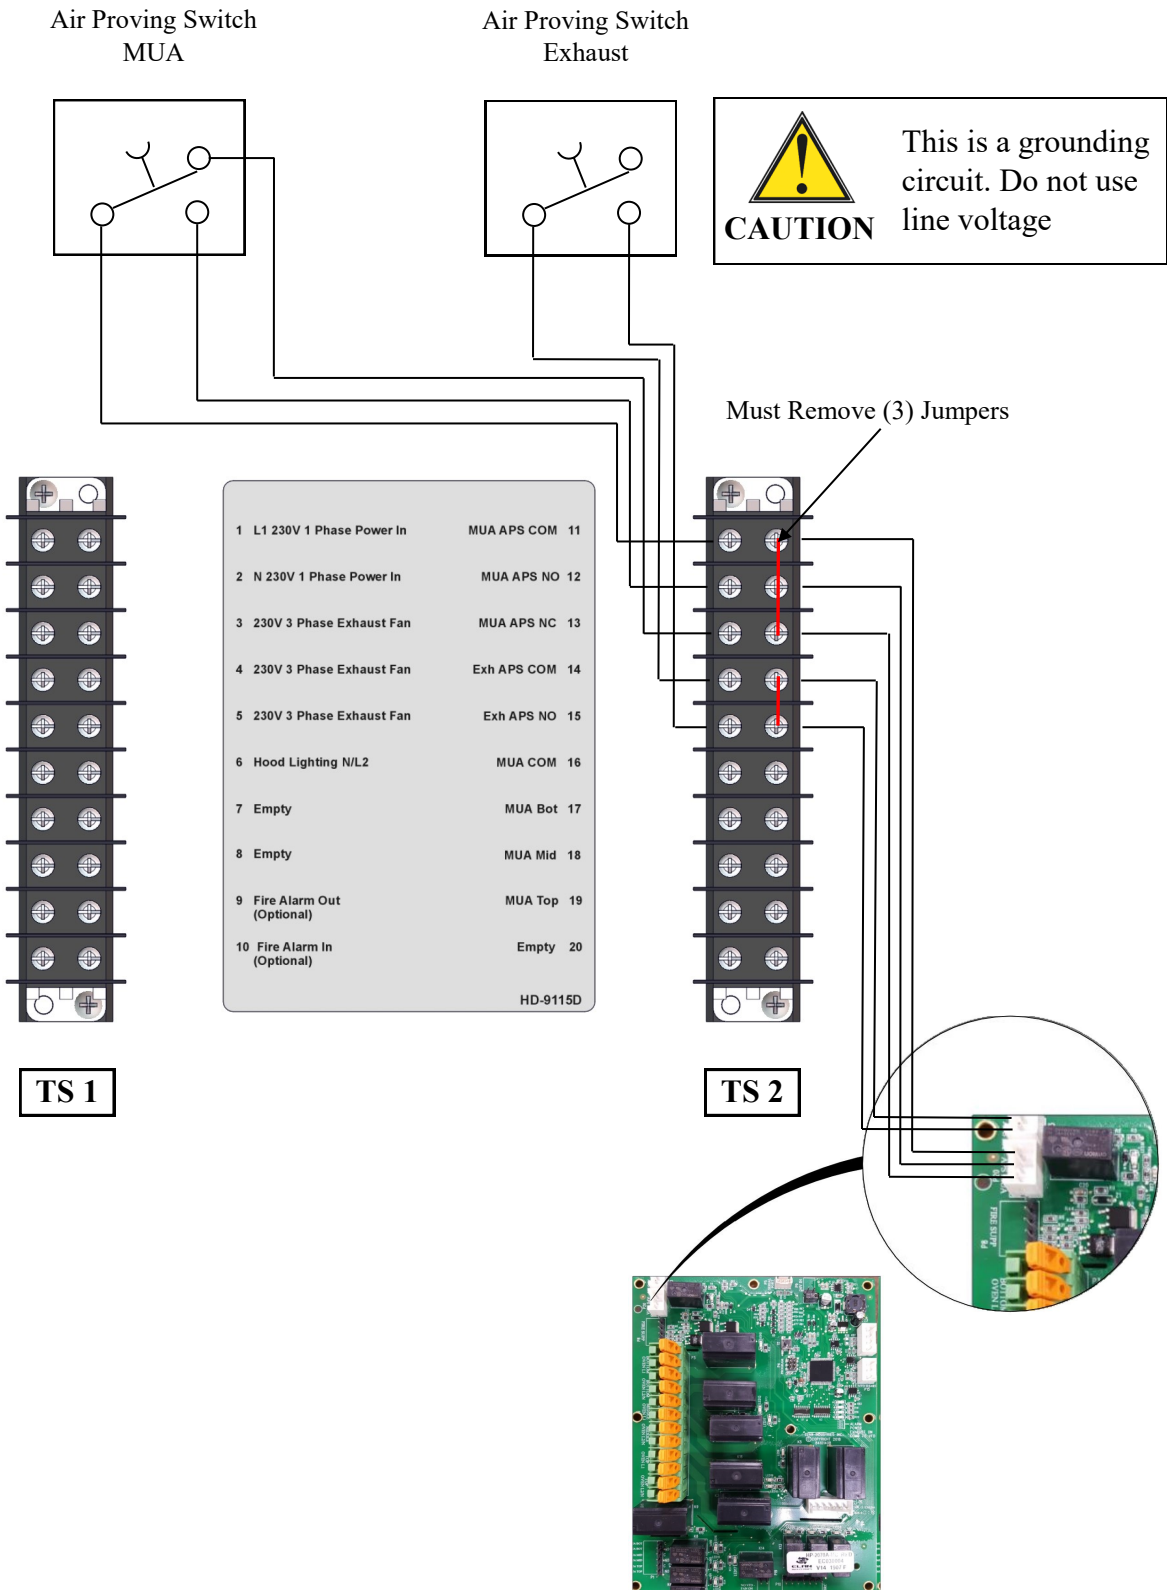 Air Proving Switch
MUA
Air Proving Switch
Exhaust
CAUTION
This is a grounding
circuit. Do not use
line voltage
Must Remove (3) Jumpers
1 L1 230V 1 Phase Power In
MUA APS COM 11
2 N 230V 1 Phase Power In
MUA APS NO 12
3 230V 3 Phase Exhaust Fan
MUA APS NC 13
4 230V 3 Phase Exhaust Fan
Exh APS COM 14
5 230V 3 Phase Exhaust Fan
Exh APS NO 15
6 Hood Lighting N/L2
MUA COM 16
7 Empty
MUA Bot 17
8 Empty
MUA Mid 18
9 Fire Alarm Out
(Optional)
MUA Top 19
10 Fire Alarm In
(Optional)
Empty 20
HD-9115D
TS 1
TS 2
FIRE SUPP